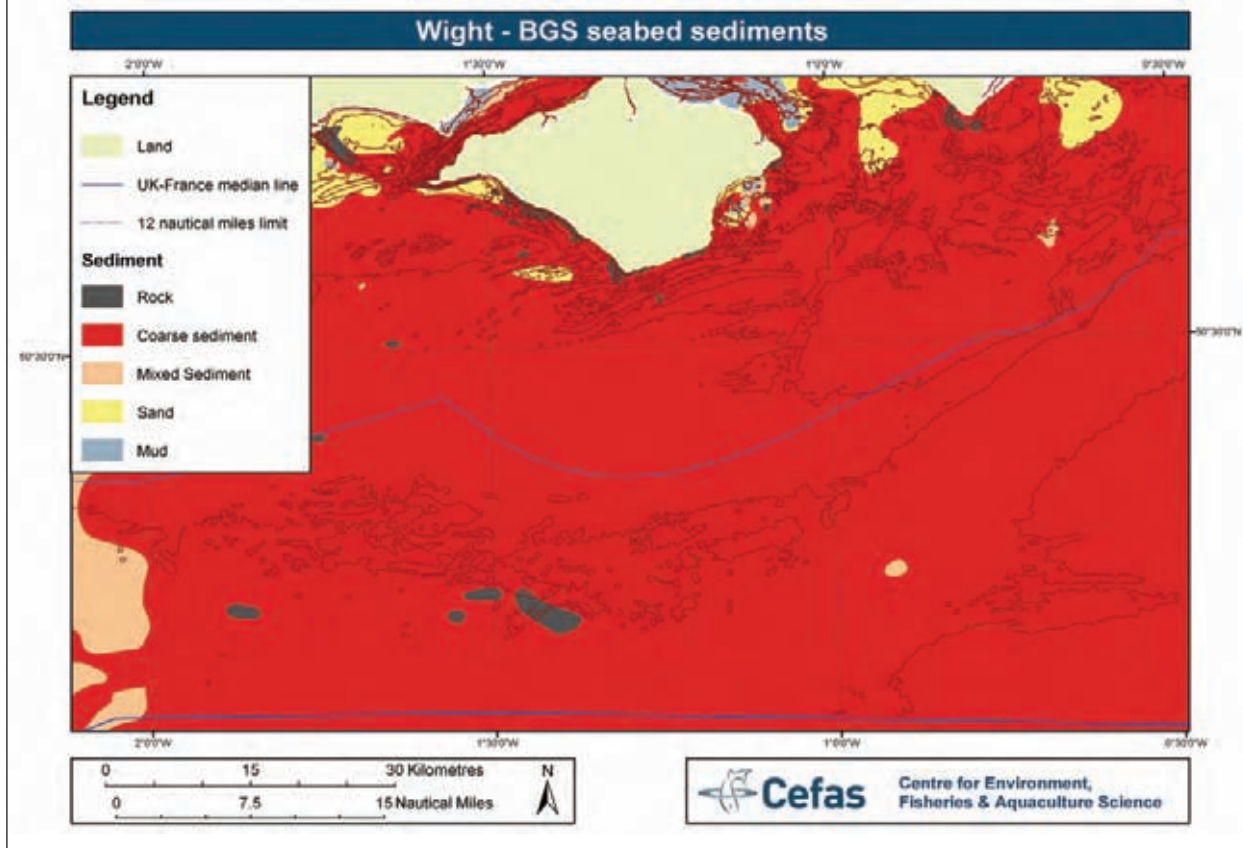 Wight - BGS seabed sediments
2°0'0"W 1°30'0"W 1°0'0"W 0°30'0"W
Legend
Land
UK-France median line
12 nautical miles limit
Sediment
Rock
Coarse sediment
Mixed Sediment
Sand
Mud
50°30'0"N 50°30'0"N
2°0'0"W 1°30'0"W 1°0'0"W 0°30'0"W
0 15 30 Kilometres
0 7.5 15 Nautical Miles
N
Cefas
Centre for Environment,
Fisheries & Aquaculture Science